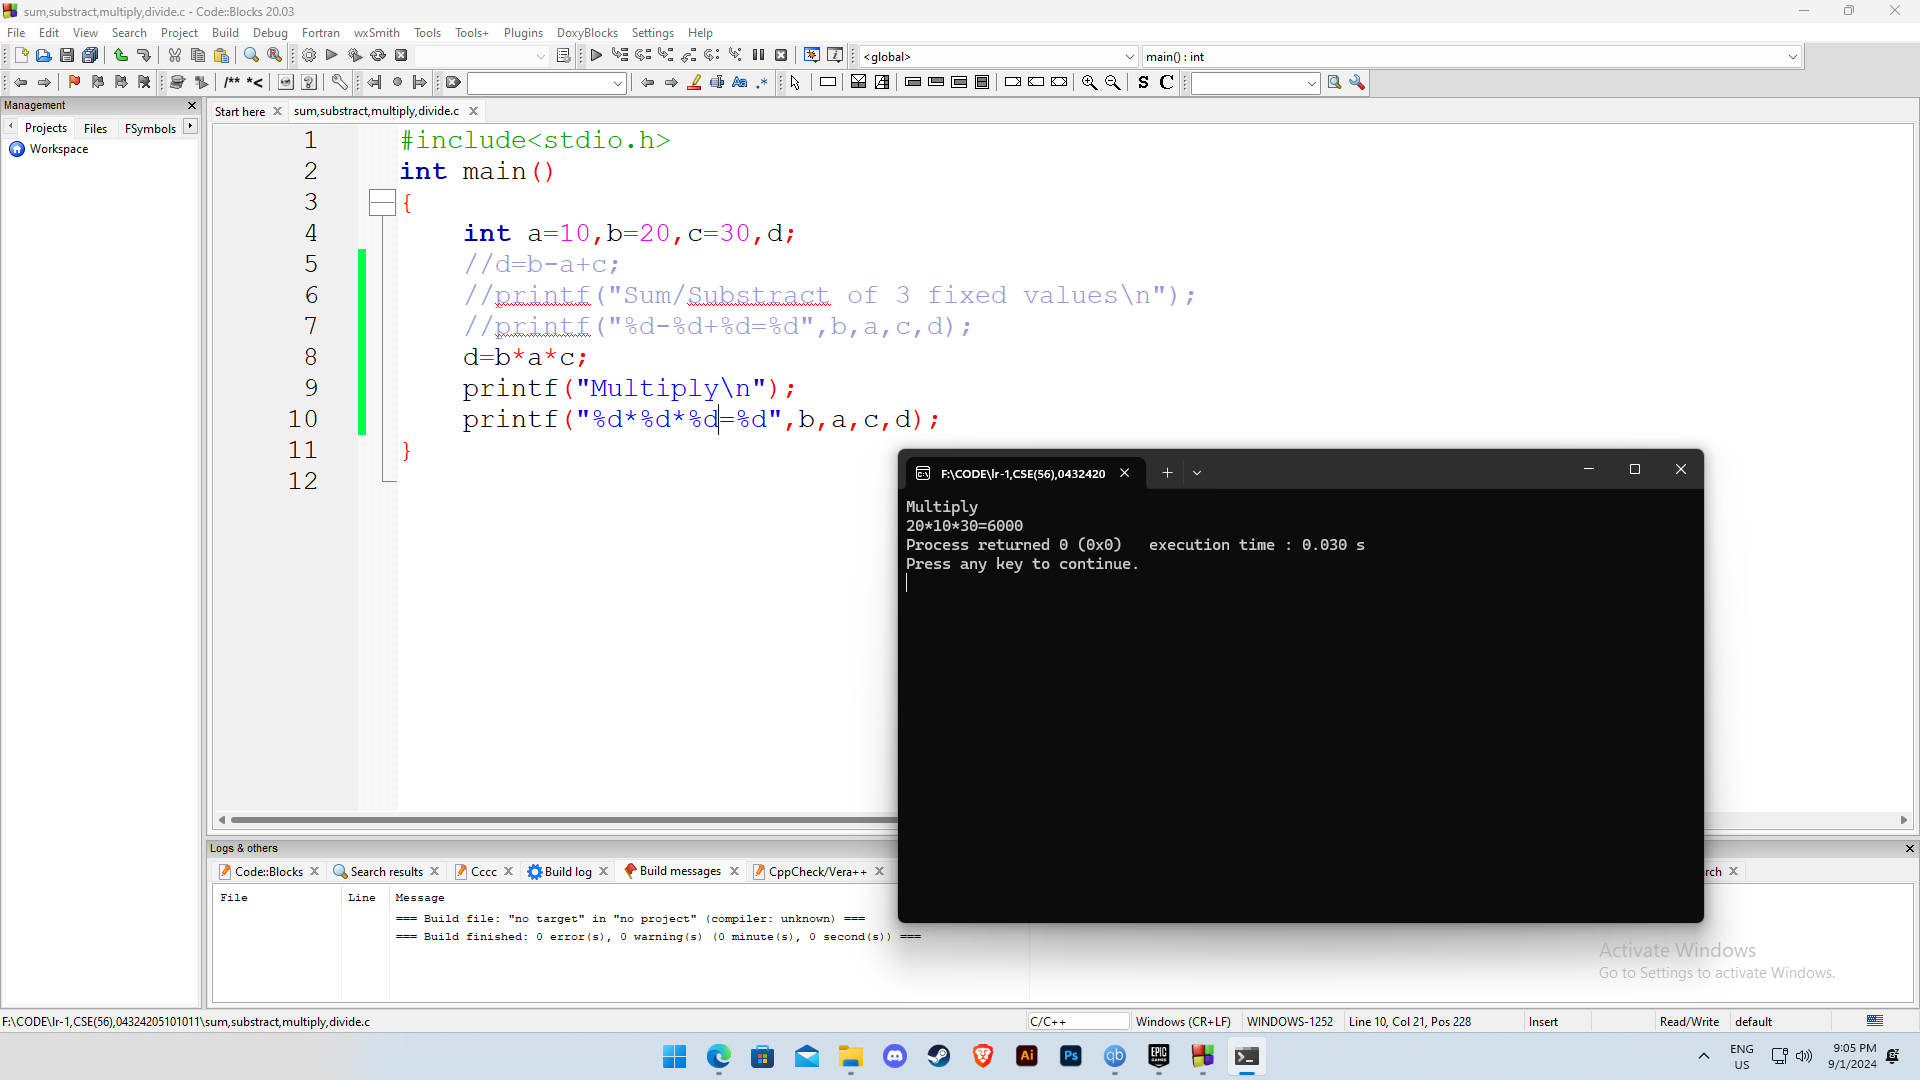 sum,substract,multiply,divide.c - Code::Blocks 20.03
File Edit View Search Project Build Debug Fortran wxSmith Tools Tools+ Plugins DoxyBlocks Settings Help
<global> main() : int
/** *< Aa .* S C
Management
Projects Files FSymbols
Workspace
Start here sum,substract,multiply,divide.c
1 #include<stdio.h>
2 int main()
3 {
4 int a=10,b=20,c=30,d;
5 //d=b-a+c;
6 //printf("Sum/Substract of 3 fixed values\n");
7 //printf("%d-%d+%d=%d",b,a,c,d);
8 d=b*a*c;
9 printf("Multiply\n");
10 printf("%d*%d*%d=%d",b,a,c,d);
11 }
12
F:\CODE\lr-1,CSE(56),0432420
Multiply
20*10*30=6000
Process returned 0 (0x0) execution time : 0.030 s
Press any key to continue.
Logs & others
Code::Blocks Search results Cccc Build log Build messages CppCheck/Vera++ rch
File Line Message
=== Build file: "no target" in "no project" (compiler: unknown) ===
=== Build finished: 0 error(s), 0 warning(s) (0 minute(s), 0 second(s)) ===
Activate Windows
Go to Settings to activate Windows.
F:\CODE\lr-1,CSE(56),04324205101011\sum,substract,multiply,divide.c C/C++ Windows (CR+LF) WINDOWS-1252 Line 10, Col 21, Pos 228 Insert Read/Write default
Ai Ps qb EPIC GAMES
ENG US
9:05 PM
9/1/2024